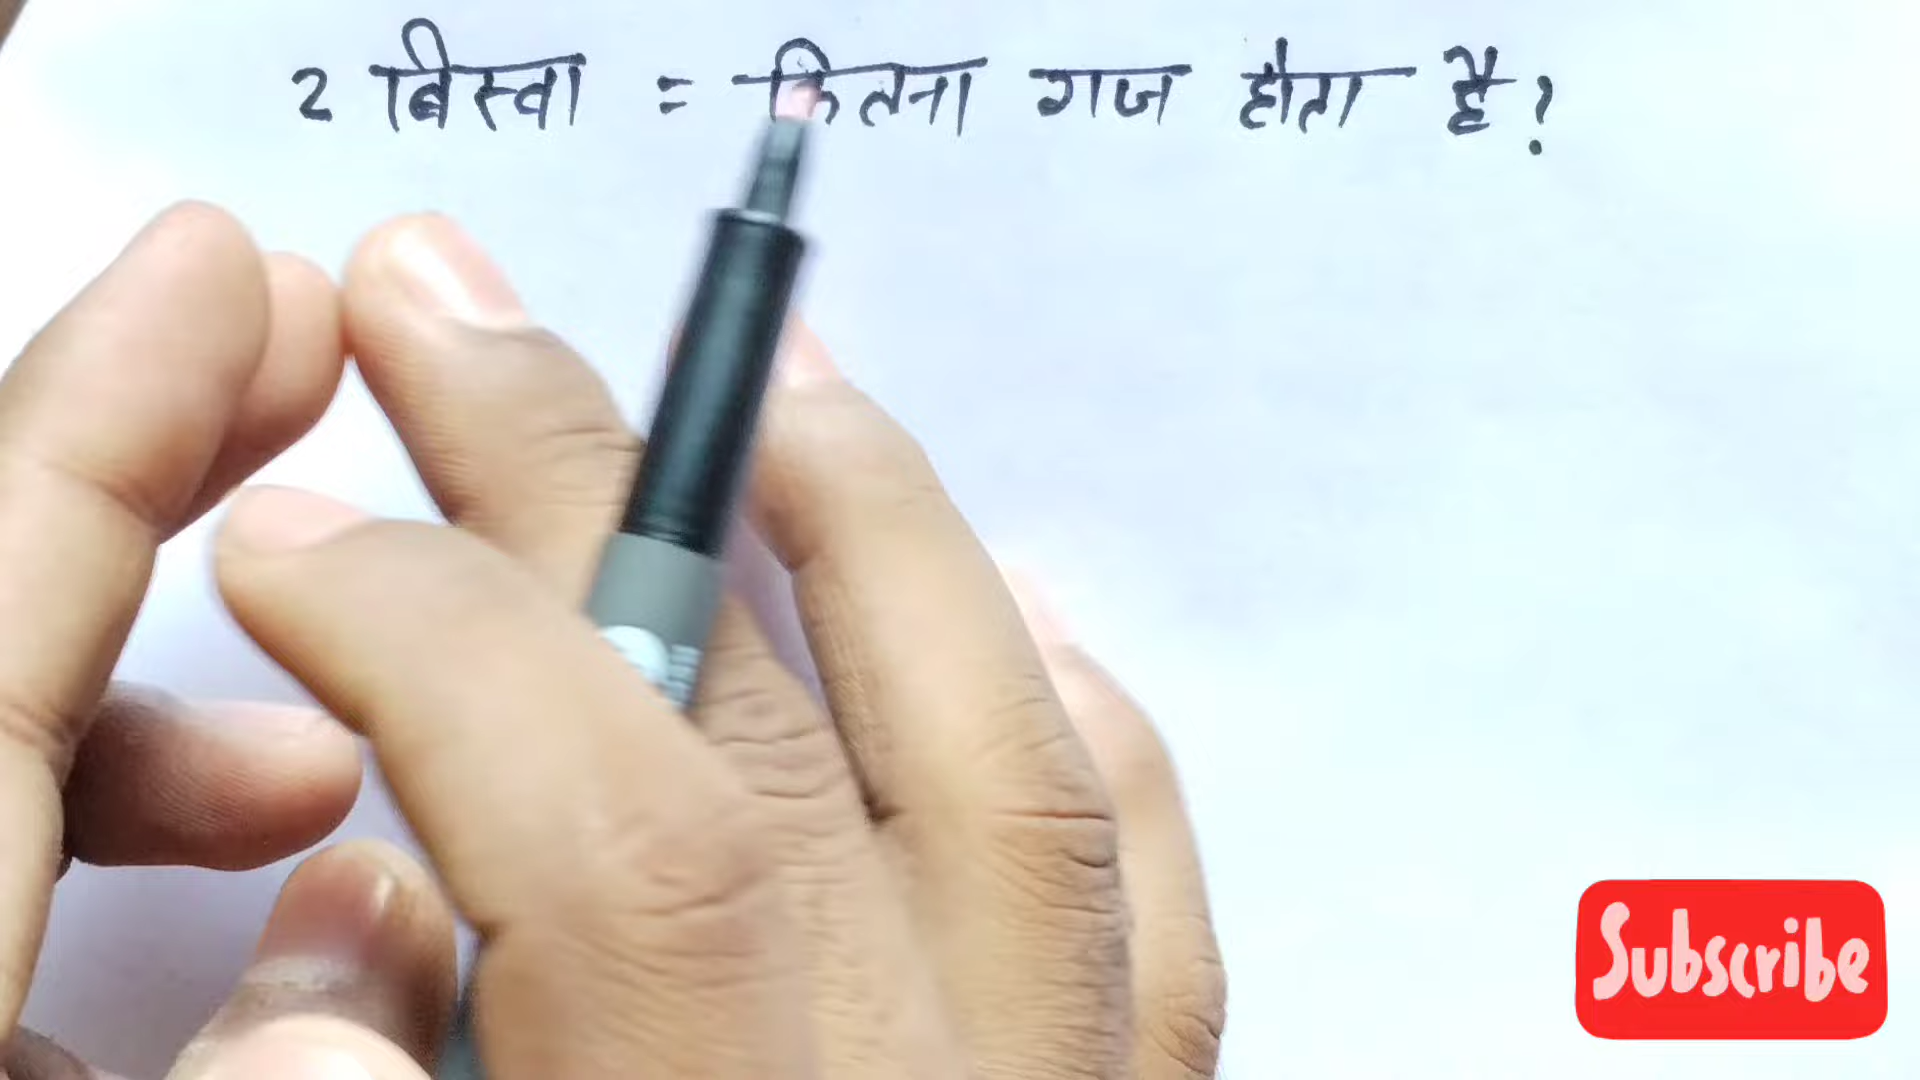 2 बिस्वा = कितना गज होता है?
Subscribe